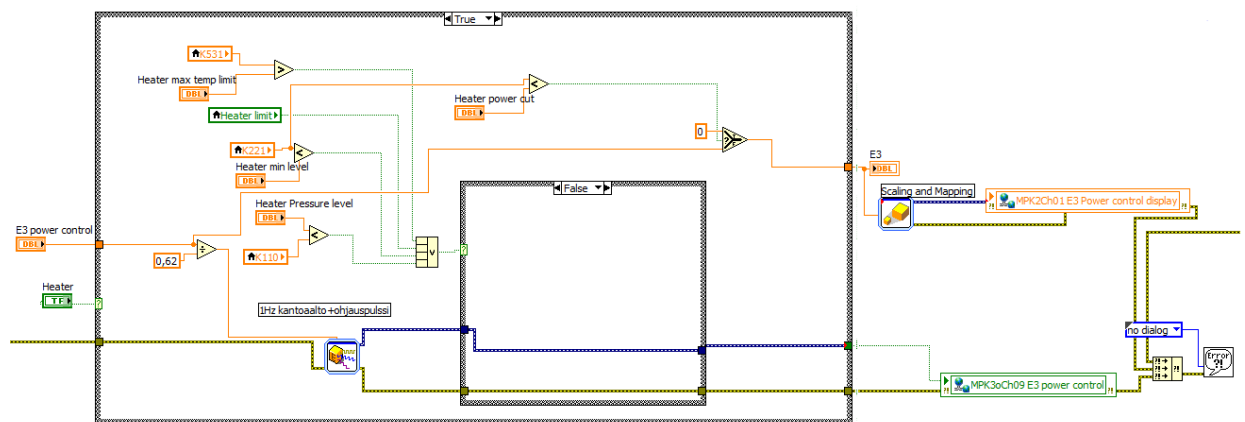 True
K531
Heater max temp limit
DBL
Heater limit
Heater power cut
DBL
0
K221
Heater min level
DBL
E3
DBL
False
Scaling and Mapping
MPK2Ch01 E3 Power control display
Heater Pressure level
DBL
E3 power control
DBL
K110
0,62
Heater
TF
1Hz kantoaalto+ohjauspulssi
no dialog
Error
?!
MPK3oCh09 E3 power control